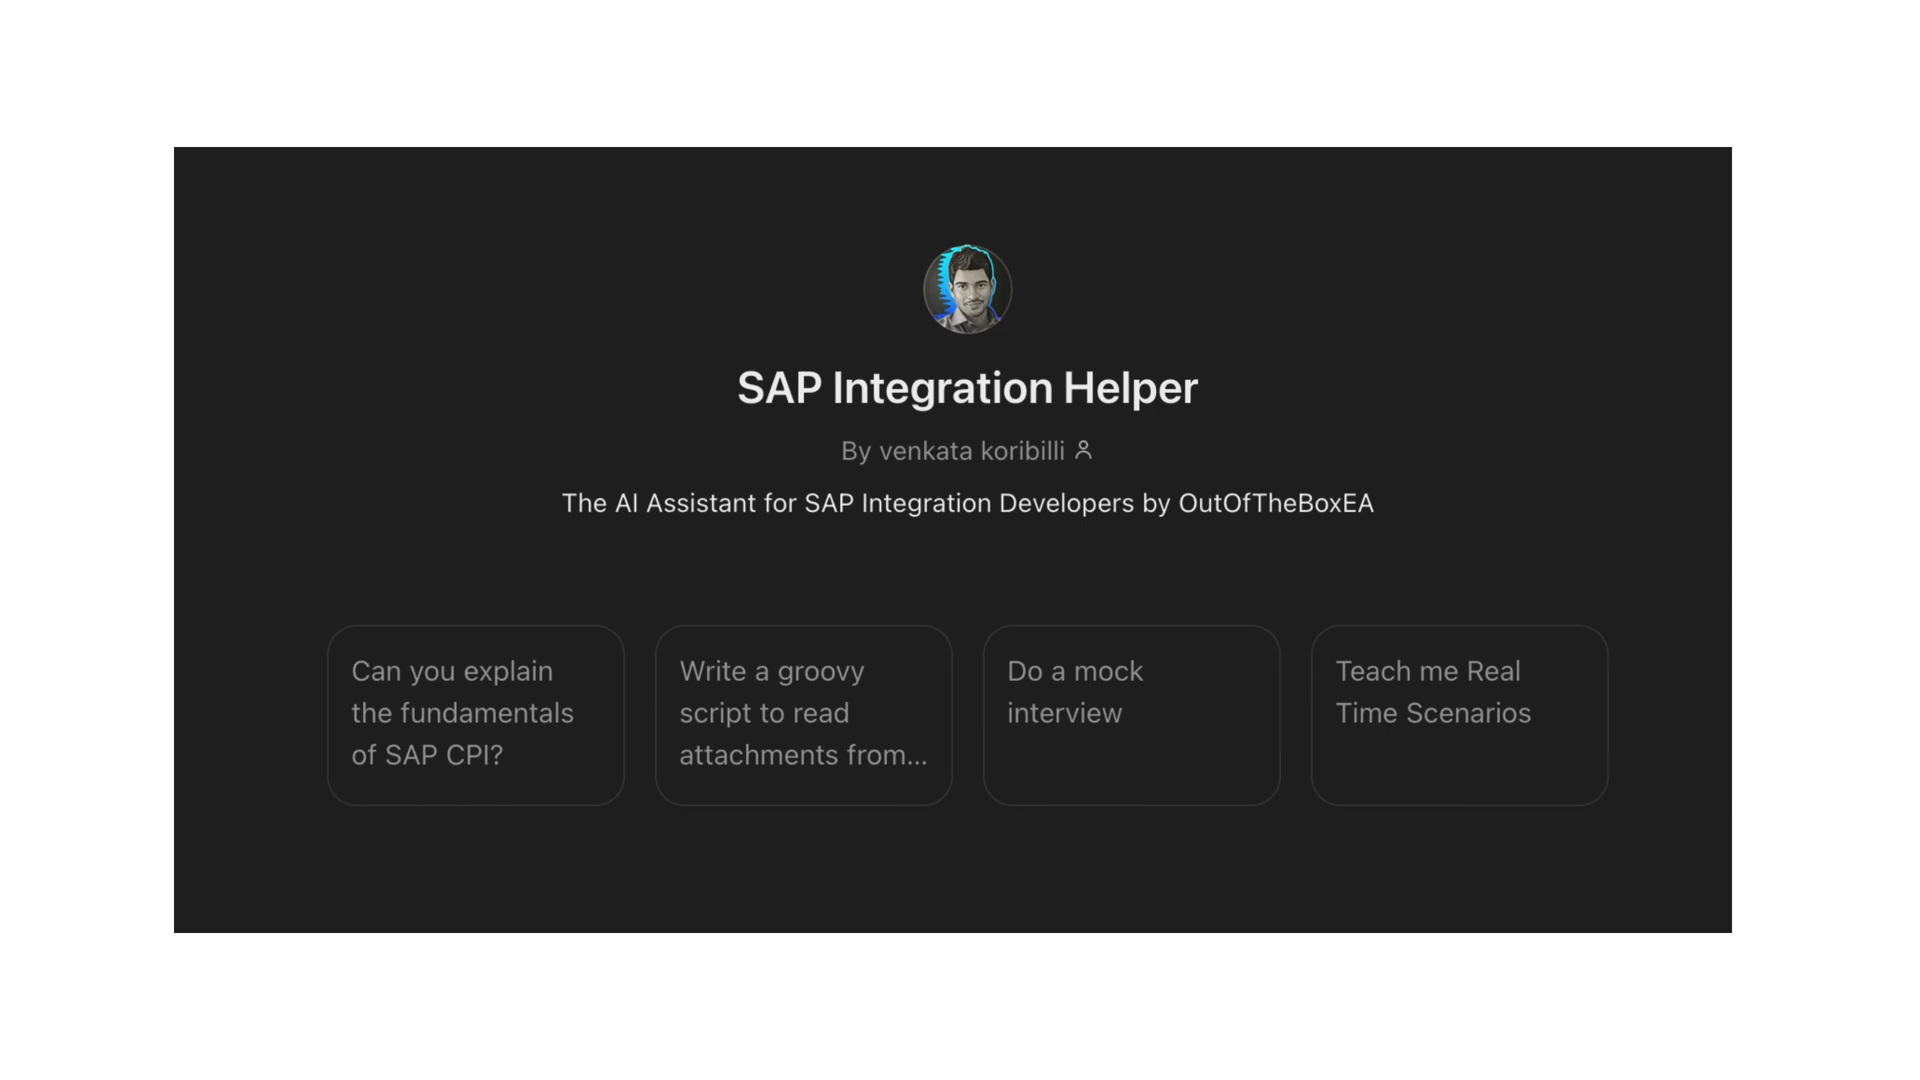 SAP Integration Helper
By venkata koribilli
The AI Assistant for SAP Integration Developers by OutOfTheBoxEA
Can you explain
the fundamentals
of SAP CPI?
Write a groovy
script to read
attachments from...
Do a mock
interview
Teach me Real
Time Scenarios